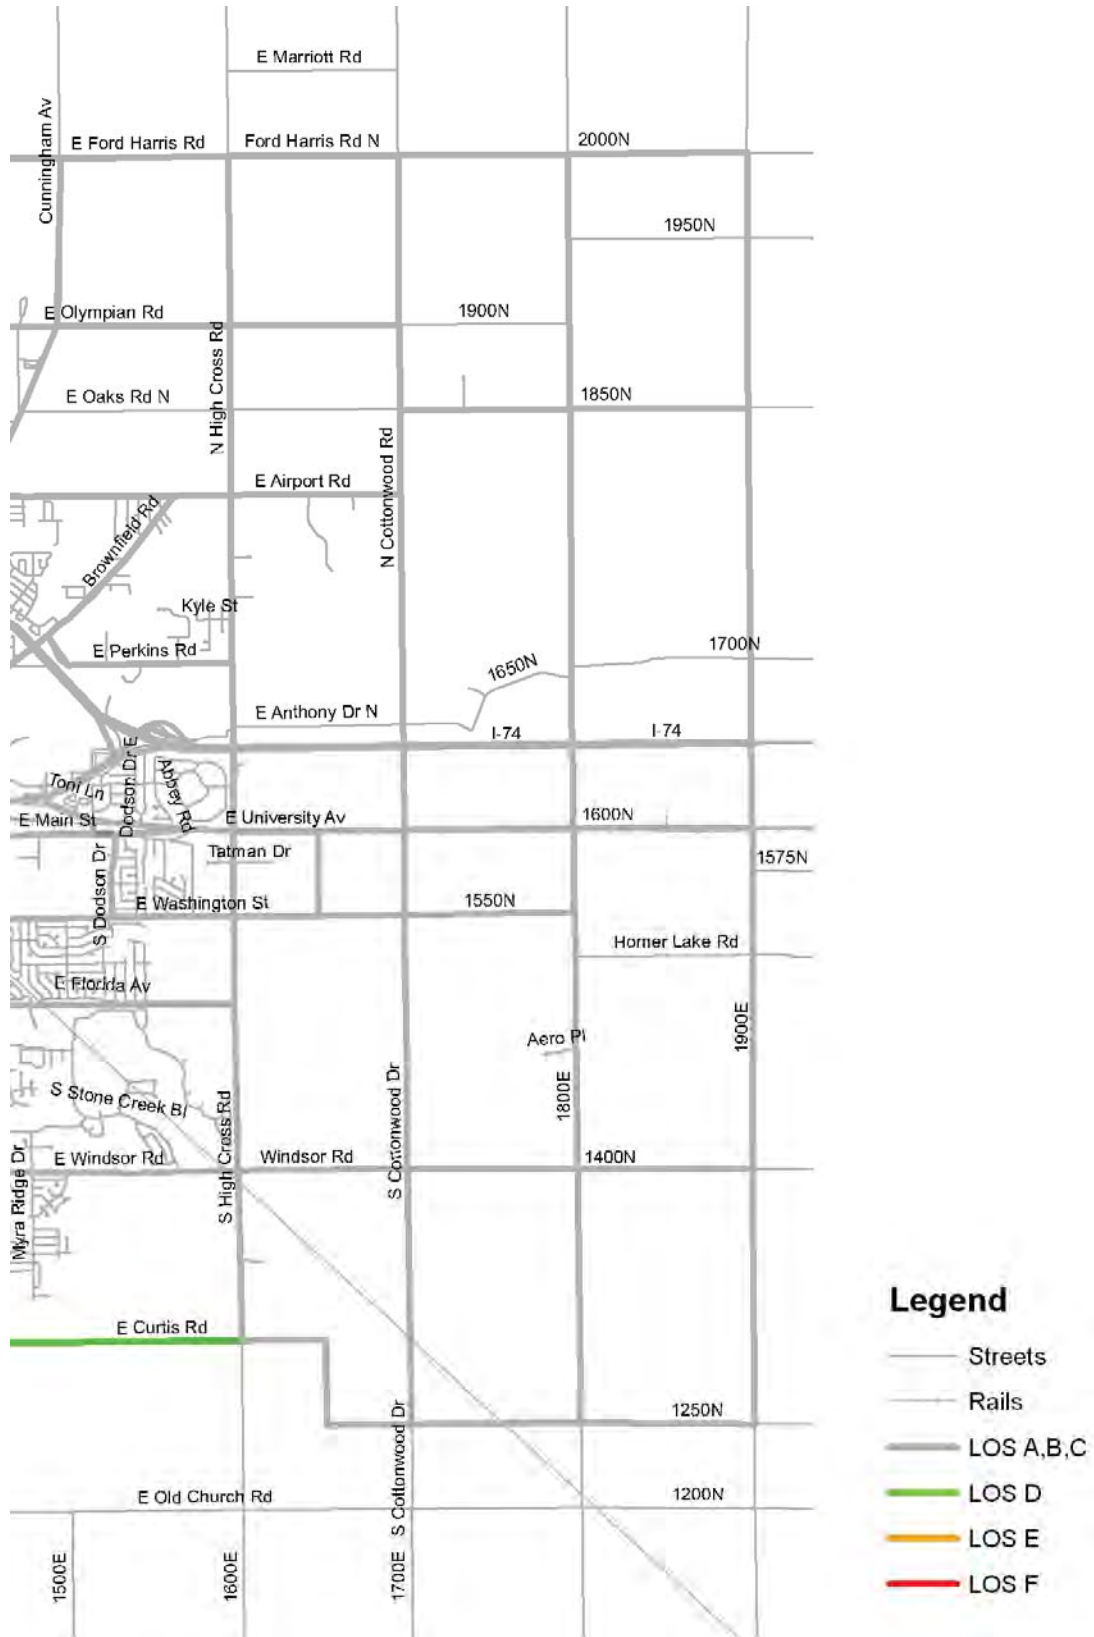 E Marriott Rd
Cunningham Av
E Ford Harris Rd
Ford Harris Rd N
2000N
1950N
E Olympian Rd
1900N
N High Cross Rd
E Oaks Rd N
1850N
N Cottonwood Rd
E Airport Rd
Brownfield Rd
Kyle St
E Perkins Rd
1700N
1650N
E Anthony Dr N
I-74
I-74
Dodson Dr E
Toni Ln
Abbey Rd
E Main St
E University Av
1600N
S Dodson Dr
Tatman Dr
1575N
E Washington St
1550N
Homer Lake Rd
E Florida Av
1900E
Aero Pl
1800E
S Stone Creek Bl
S Cottonwood Dr
S High Cross Rd
E Windsor Rd
Windsor Rd
1400N
Myra Ridge Dr
E Curtis Rd
1250N
S Cottonwood Dr
E Old Church Rd
1200N
1500E
1600E
1700E
Legend
Streets
Rails
LOS A,B,C
LOS D
LOS E
LOS F